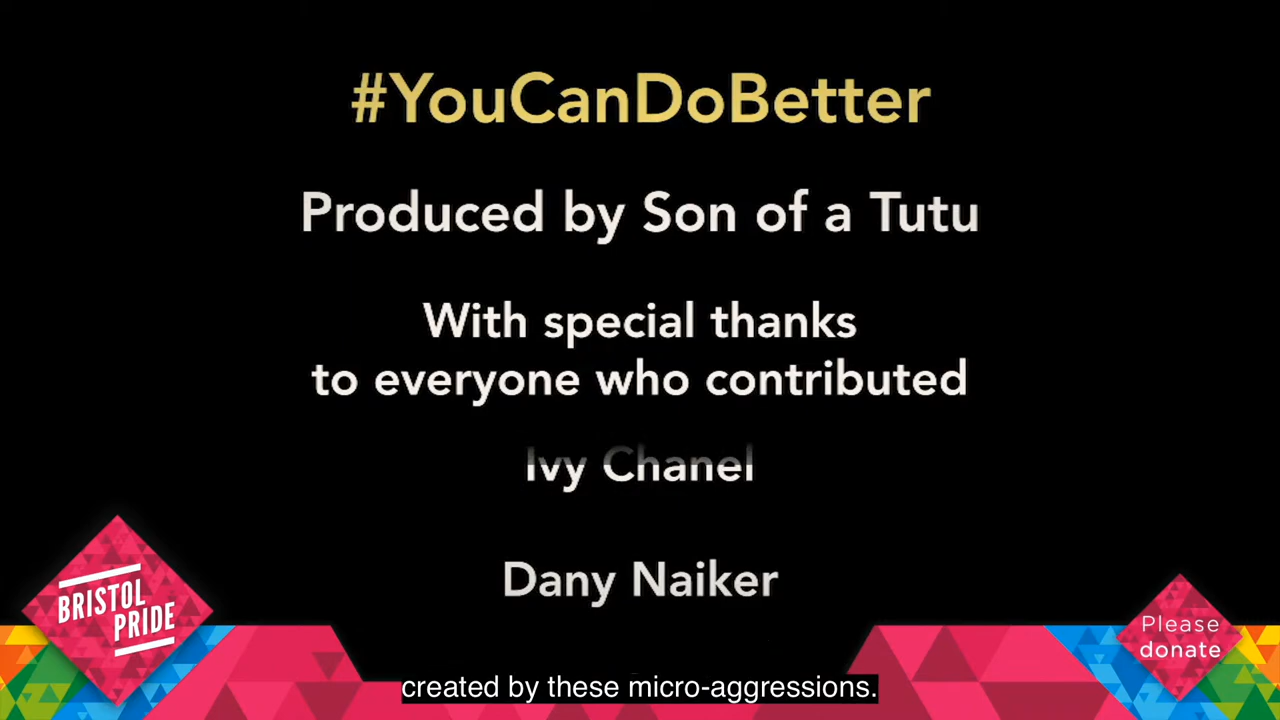 #YouCanDoBetter
Produced by Son of a Tutu
With special thanks
to everyone who contributed
Ivy Chanel
Dany Naiker
BRISTOL
PRIDE
Please
donate
created by these micro-aggressions.